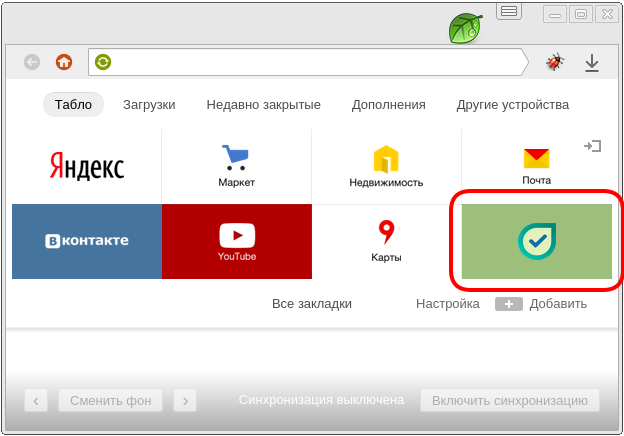 Табло Загрузки Недавно закрытые Дополнения Другие устройства
Яндекс Маркет Недвижимость Почта
В контакте YouTube Карты
Все закладки Настройка + Добавить
‹ Сменить фон › Синхронизация выключена Включить синхронизацию